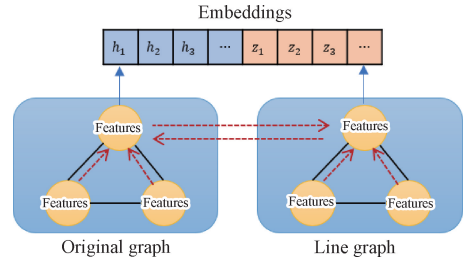 Embeddings
h₁ h₂ h₃ ... z₁ z₂ z₃ ...
Features Features
Features Features Features Features
Original graph Line graph